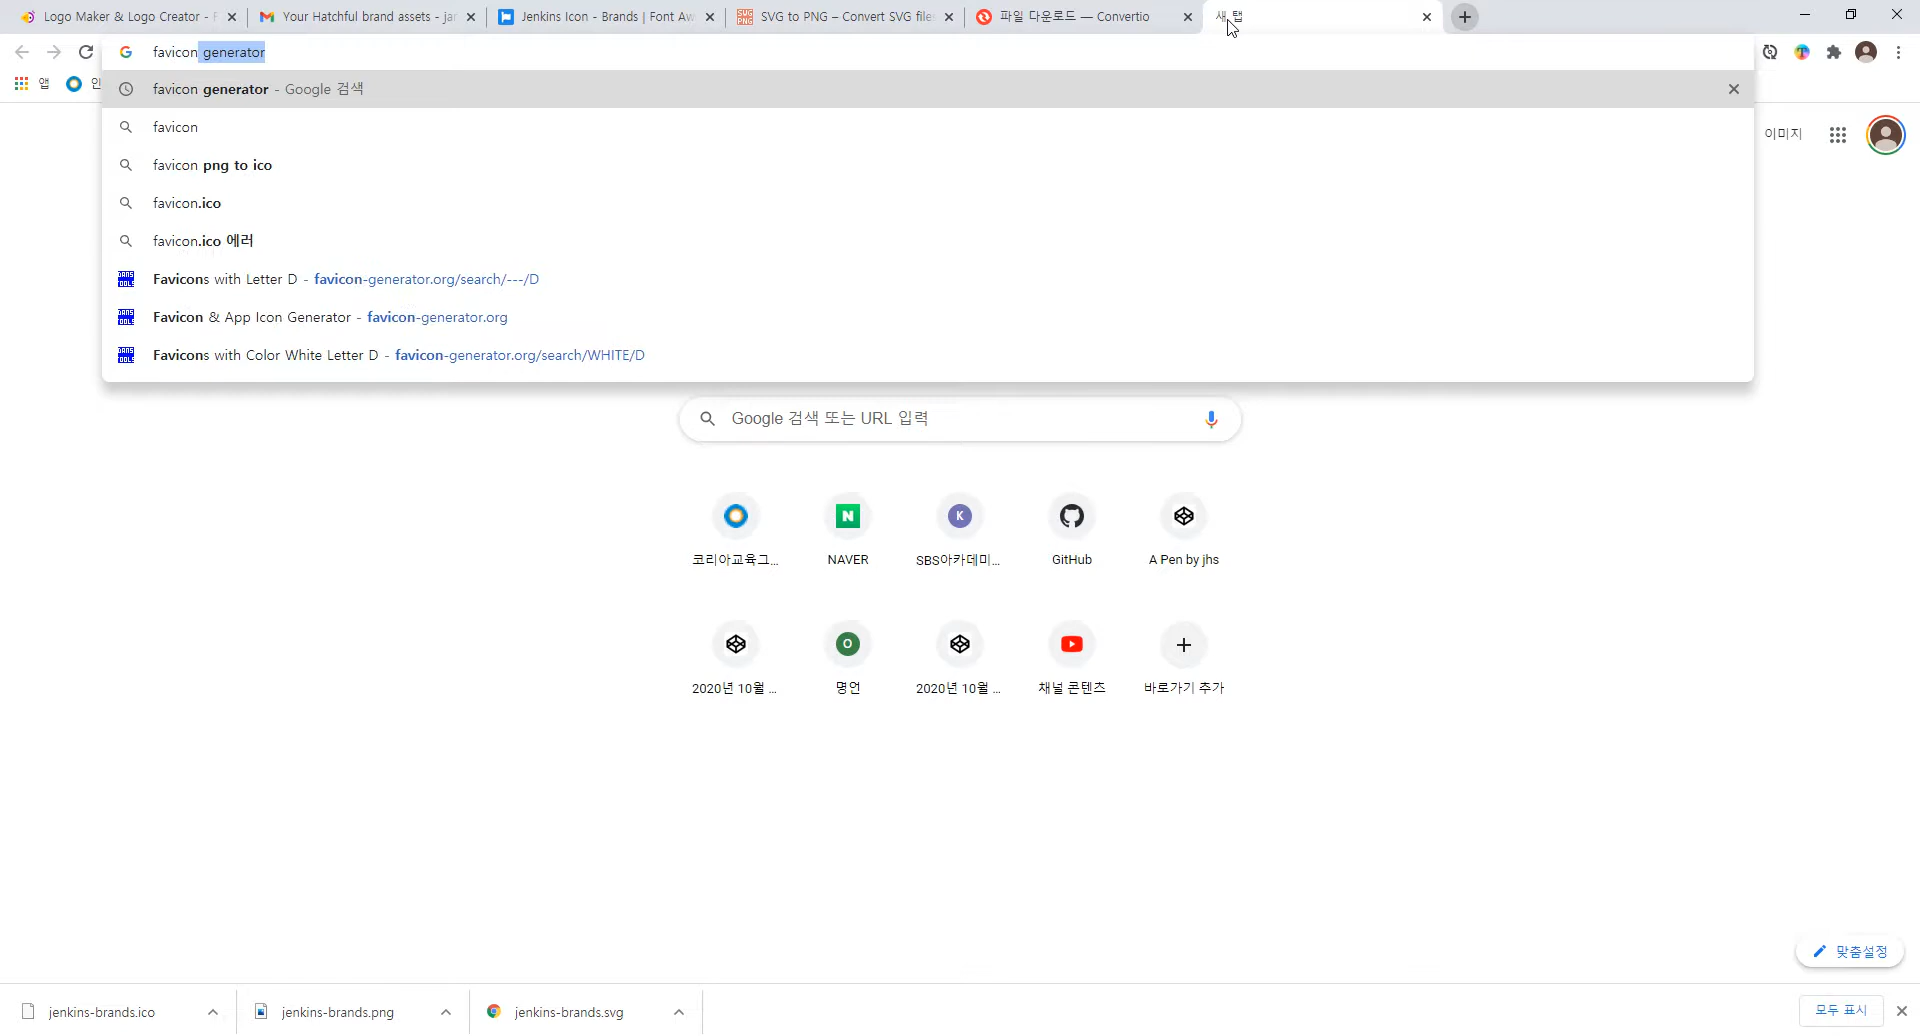 Logo Maker & Logo Creator - F
Your Hatchful brand assets - jan
Jenkins Icon - Brands | Font Aw
SVG to PNG – Convert SVG files
파일 다운로드 — Convertio
새 탭
favicon generator
앱
인
favicon generator - Google 검색
favicon
favicon png to ico
favicon.ico
favicon.ico 에러
Favicons with Letter D - favicon-generator.org/search/---/D
Favicon & App Icon Generator - favicon-generator.org
Favicons with Color White Letter D - favicon-generator.org/search/WHITE/D
이미지
Google 검색 또는 URL 입력
코리아교육그...
NAVER
SBS아카데미...
GitHub
A Pen by jhs
2020년 10월 ...
명언
2020년 10월 ...
채널 콘텐츠
바로가기 추가
맞춤설정
jenkins-brands.ico
jenkins-brands.png
jenkins-brands.svg
모두 표시